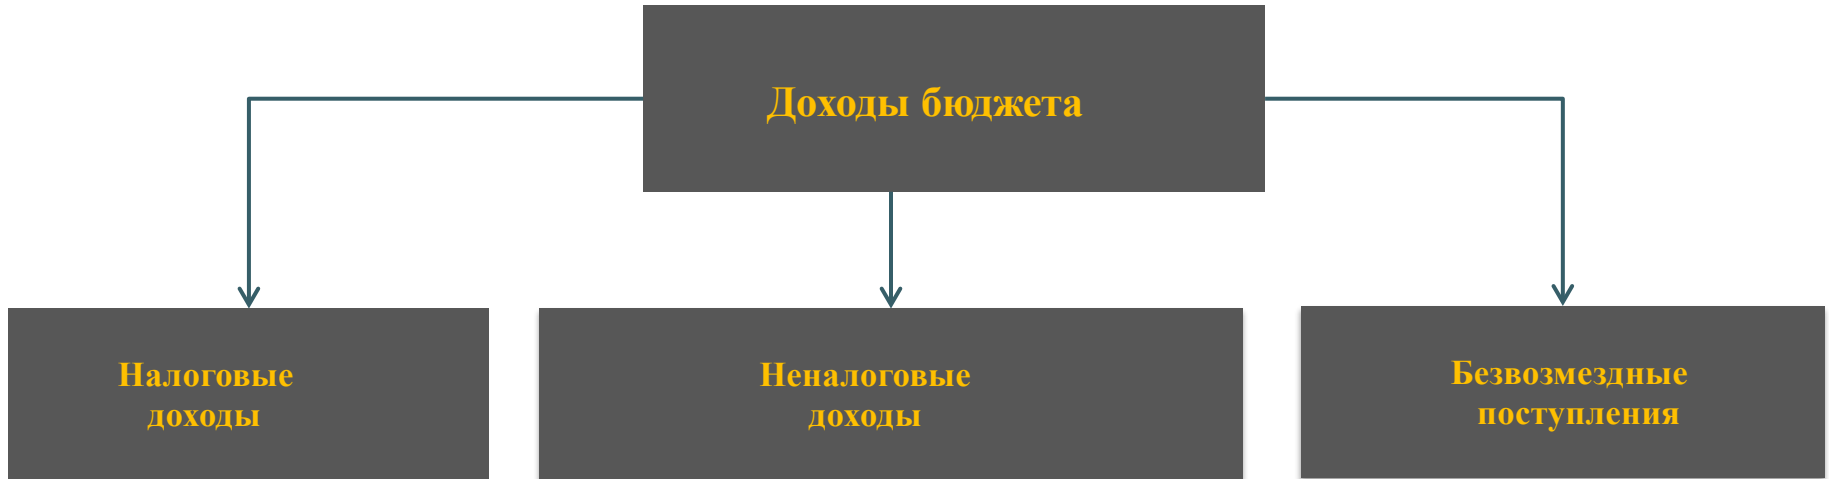 Доходы бюджета
Налоговые
доходы
Неналоговые
доходы
Безвозмездные
поступления